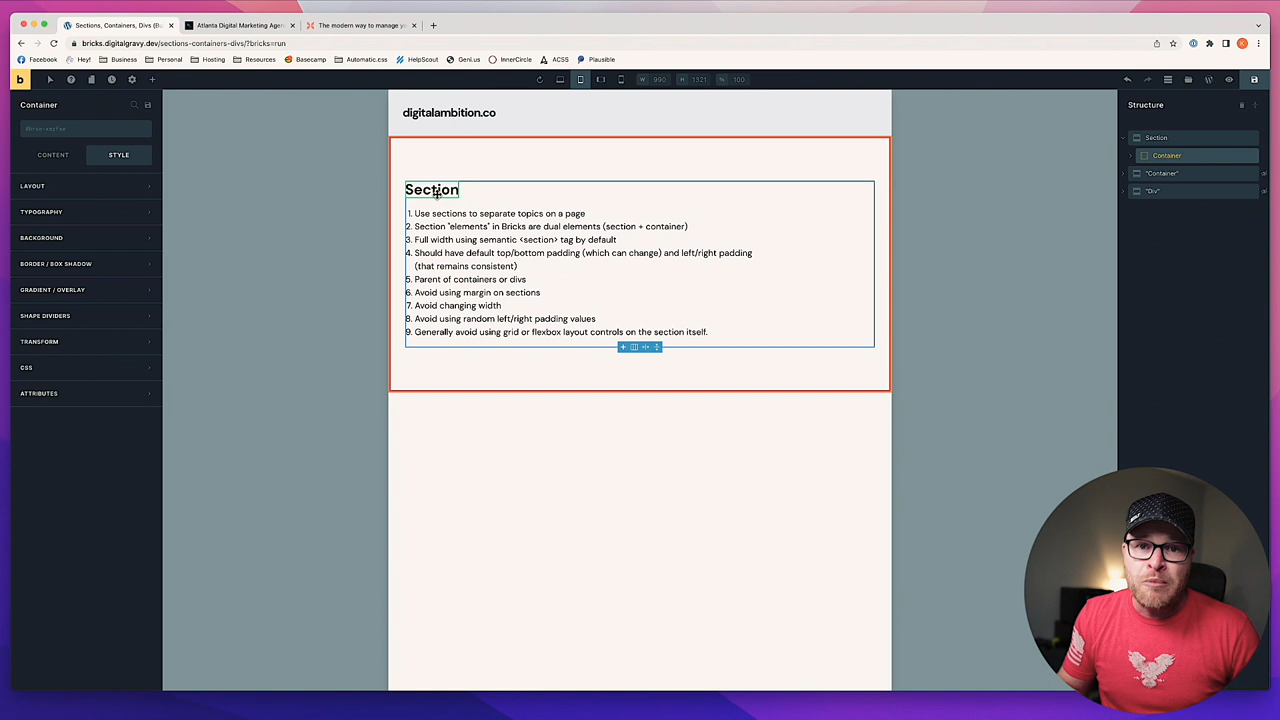 Sections, Containers, Divs (Bu
Atlanta Digital Marketing Agen
The modern way to manage yo
bricks.digitalgravy.dev/sections-containers-divs/?bricks=run
Facebook
Hey!
Business
Personal
Hosting
Resources
Basecamp
Automatic.css
HelpScout
Geni.us
InnerCircle
ACSS
Plausible
b
W 990
H 1321
% 100
Container
CONTENT
STYLE
LAYOUT
TYPOGRAPHY
BACKGROUND
BORDER / BOX SHADOW
GRADIENT / OVERLAY
SHAPE DIVIDERS
TRANSFORM
CSS
ATTRIBUTES
digitalambition.co
Section
1. Use sections to separate topics on a page
2. Section "elements" in Bricks are dual elements (section + container)
3. Full width using semantic <section> tag by default
4. Should have default top/bottom padding (which can change) and left/right padding
(that remains consistent)
5. Parent of containers or divs
6. Avoid using margin on sections
7. Avoid changing width
8. Avoid using random left/right padding values
9. Generally avoid using grid or flexbox layout controls on the section itself.
Structure
Section
Container
"Container"
"Div"